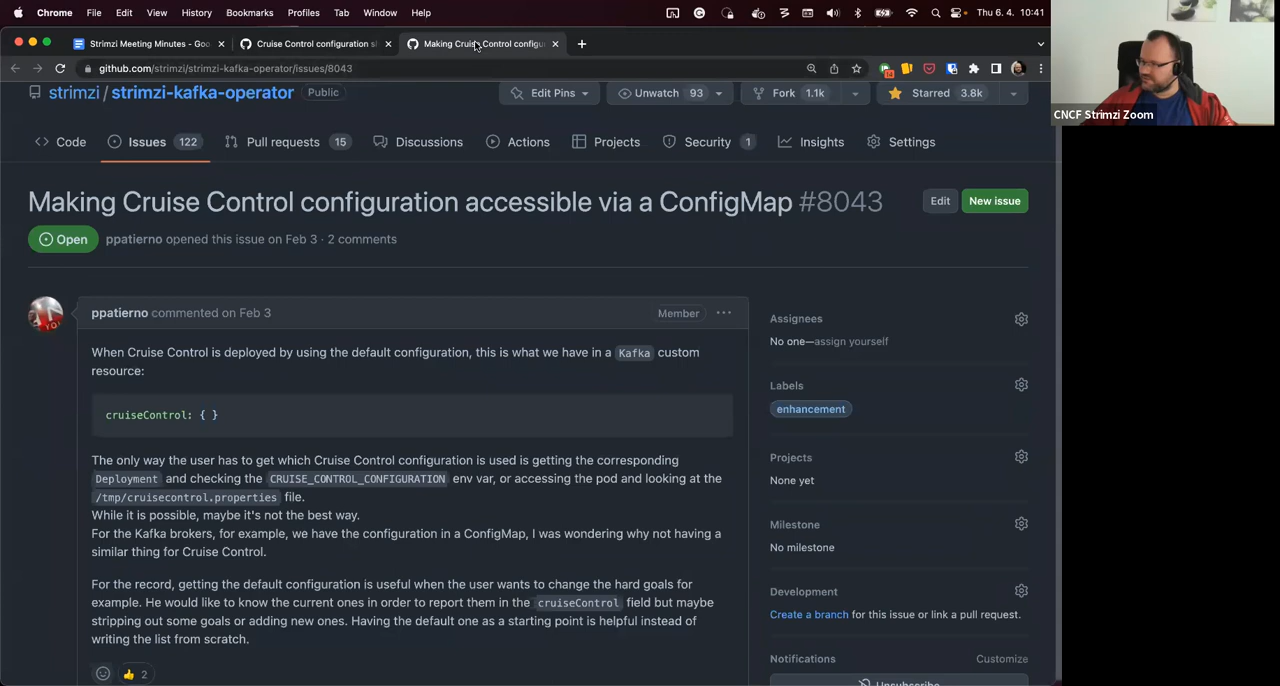 Chrome File Edit View History Bookmarks Profiles Tab Window Help Thu 6. 4. 10:41
Strimzi Meeting Minutes - Goo
Cruise Control configuration s
Making Cruise Control configu
github.com/strimzi/strimzi-kafka-operator/issues/8043
14
strimzi / strimzi-kafka-operator Public
Edit Pins
Unwatch 93
Fork 1.1k
Starred 3.8k
Code
Issues 122
Pull requests 15
Discussions
Actions
Projects
Security 1
Insights
Settings
Making Cruise Control configuration accessible via a ConfigMap #8043
Edit
New issue
Open
ppatierno opened this issue on Feb 3 · 2 comments
ppatierno commented on Feb 3
Member
When Cruise Control is deployed by using the default configuration, this is what we have in a Kafka custom
resource:
cruiseControl: { }
The only way the user has to get which Cruise Control configuration is used is getting the corresponding
Deployment and checking the CRUISE_CONTROL_CONFIGURATION env var, or accessing the pod and looking at the
/tmp/cruisecontrol.properties file.
While it is possible, maybe it's not the best way.
For the Kafka brokers, for example, we have the configuration in a ConfigMap, I was wondering why not having a
similar thing for Cruise Control.
For the record, getting the default configuration is useful when the user wants to change the hard goals for
example. He would like to know the current ones in order to report them in the cruiseControl field but maybe
stripping out some goals or adding new ones. Having the default one as a starting point is helpful instead of
writing the list from scratch.
2
Assignees
No one—assign yourself
Labels
enhancement
Projects
None yet
Milestone
No milestone
Development
Create a branch for this issue or link a pull request.
Notifications Customize
Unsubscribe
CNCF Strimzi Zoom